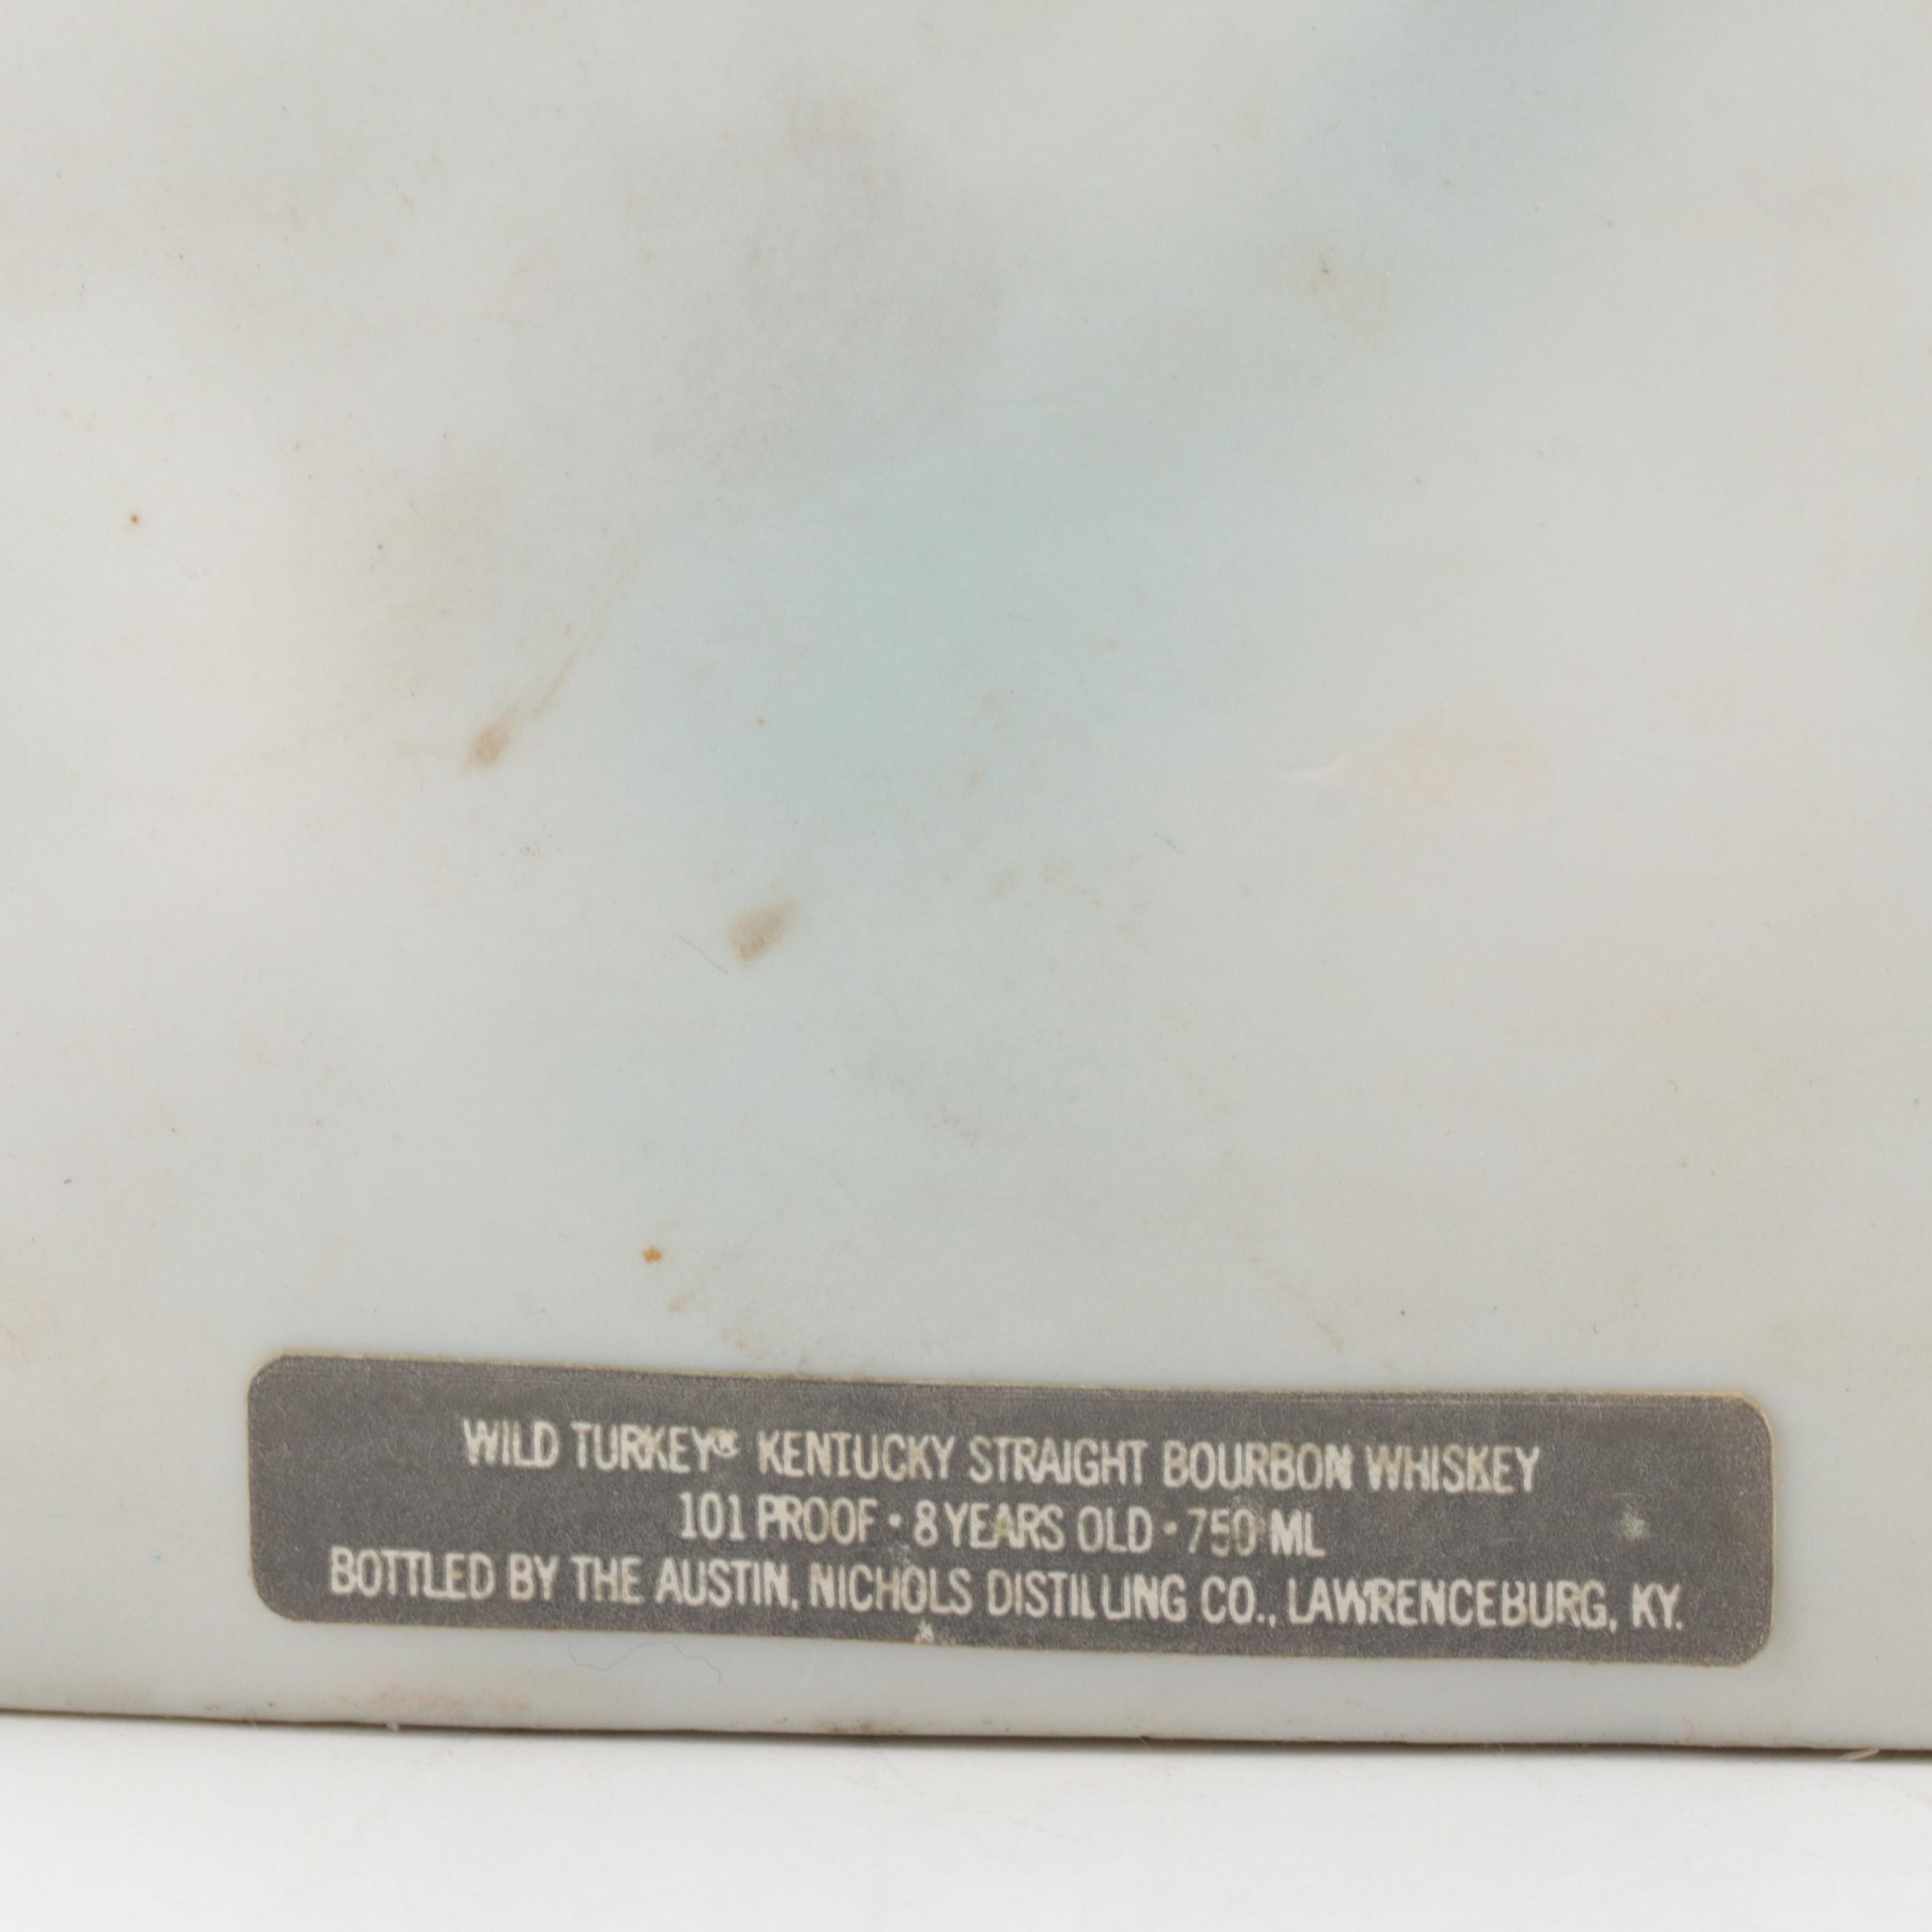 WILD TURKEY® KENTUCKY STRAIGHT BOURBON WHISKEY
101 PROOF • 8 YEARS OLD • 750 ML
BOTTLED BY THE AUSTIN, NICHOLS DISTILLING CO., LAWRENCEBURG, KY.